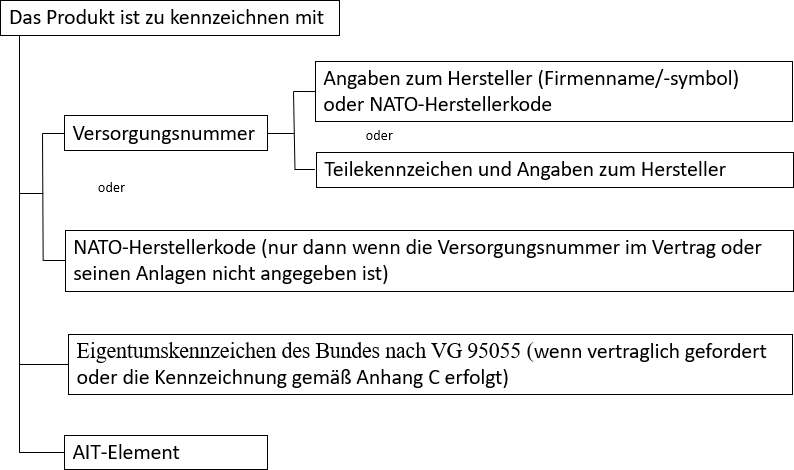 Das Produkt ist zu kennzeichnen mit
Angaben zum Hersteller (Firmenname/-symbol)
oder NATO-Herstellerkode
Versorgungsnummer
oder
Teilekennzeichen und Angaben zum Hersteller
oder
NATO-Herstellerkode (nur dann wenn die Versorgungsnummer im Vertrag oder
seinen Anlagen nicht angegeben ist)
Eigentumskennzeichen des Bundes nach VG 95055 (wenn vertraglich gefordert
oder die Kennzeichnung gemäß Anhang C erfolgt)
AIT-Element